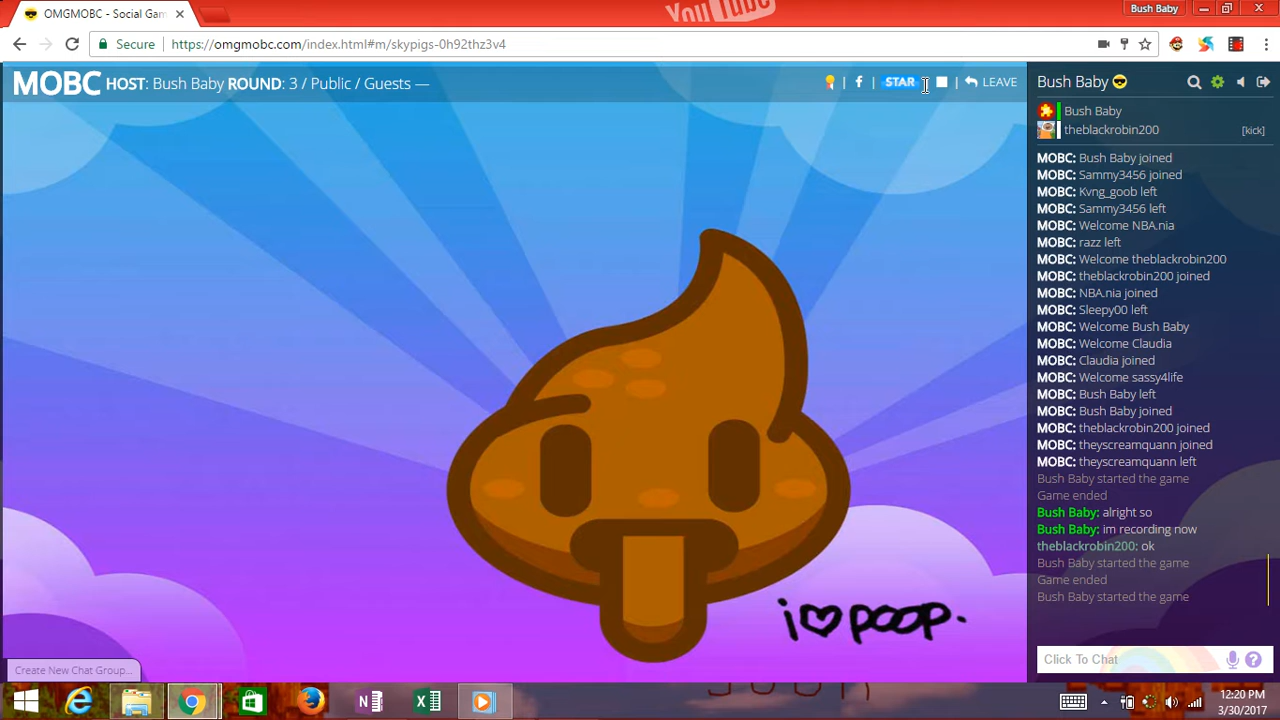 YouTube
OMGMOBC - Social Gam
Bush Baby
Secure https://omgmobc.com/index.html#m/skypigs-0h92thz3v4
MOBC HOST: Bush Baby ROUND: 3 / Public / Guests —
| f | STAR | LEAVE
Bush Baby
Bush Baby
theblackrobin200 [kick]
MOBC: Bush Baby joined
MOBC: Sammy3456 joined
MOBC: Kvng_goob left
MOBC: Sammy3456 left
MOBC: Welcome NBA.nia
MOBC: razz left
MOBC: Welcome theblackrobin200
MOBC: theblackrobin200 joined
MOBC: NBA.nia joined
MOBC: Sleepy00 left
MOBC: Welcome Bush Baby
MOBC: Welcome Claudia
MOBC: Claudia joined
MOBC: Welcome sassy4life
MOBC: Bush Baby left
MOBC: Bush Baby joined
MOBC: theblackrobin200 joined
MOBC: theyscreamquann joined
MOBC: theyscreamquann left
Bush Baby started the game
Game ended
Bush Baby: alright so
Bush Baby: im recording now
theblackrobin200: ok
Bush Baby started the game
Game ended
Bush Baby started the game
i ♥ poop.
Create New Chat Group...
Click To Chat
12:20 PM
3/30/2017